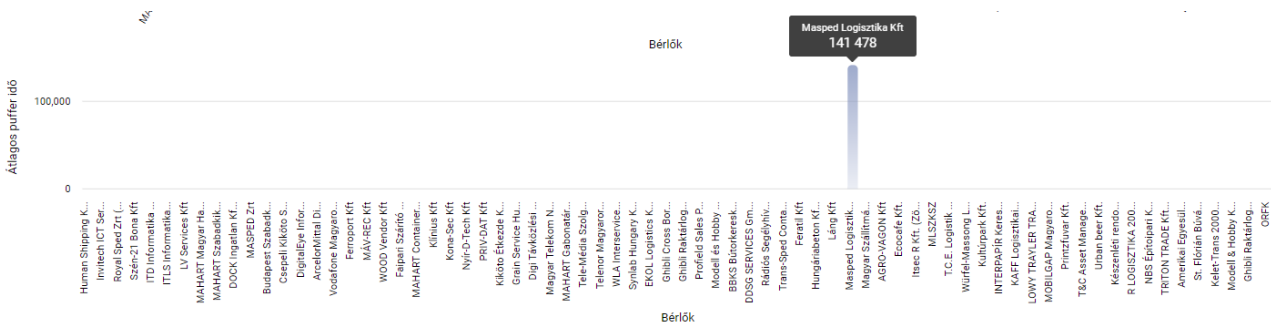 MA
Masped Logisztika Kft
141 478
Bérlők
Átlagos puffer idő
100,000
0
Human Shipping K...
Invitech ICT Ser...
Royal Sped Zrt (...
Szén-21 Bona Kft
ITD Informatika ...
ITLS Informatika...
LV Services Kft
MAHART Magyar Ha...
MAHART Szabadkik...
DOCK Ingatlan Kf...
MASPED Zrt
Budapest Szabadk...
Csepeli Kikötő S...
DigitalEye Infor...
ArcelorMittal Di...
Vodafone Magyaro...
Ferroport Kft
MÁV-REC Kft
WOOD Vendor Kft
Faipari Szárító ...
MAHART Container...
Klinius Kft
Kona-Sec Kft
Nyír-D-Tech Kft
PRIV-DAT Kft
Kikötő Étkezde K...
Grain Service Hu...
Digi Távközlési ...
Magyar Telekom N...
MAHART Gabonatár...
Tele-Média Szolg...
Telenor Magyaror...
WLA Interservice...
Synlab Hungary K...
EKOL Logistics K...
Ghibli Cross Bor...
Ghibli Raktárlog...
Profield Sales P...
Modell és Hobby ...
BBKS Bútorkeresk...
DDSG SERVICES Gm...
Rádiós Segélyhív...
Trans-Sped Conta...
Feratil Kft
Hungáriabeton Kf...
Láng Kft
Masped Logisztik...
Magyar Szállítmá...
AGRO-VAGON Kft
Ecocafe Kft.
Itsec R Kft. (Zö...
MLSZKSZ
T.C.E. Logistik ...
Würfel-Massong L...
Kultúrpark Kft.
INTERPAPÍR Keres...
KAFF Logisztikai...
LOWY TRAYLER TRA...
MOBILGAP Magyaro...
Printzfuvar Kft.
T&C Asset Manage...
Urban beer Kft.
Készenléti rendo...
R LOGISZTIKA 200...
NBS Építőipari K...
TRITON TRADE Kft...
Amerikai Egyesül...
St. Flórián Búvá...
Kelet-Trans 2000...
Modell & Hobby K...
Ghibli Raktárlog...
ORFK
Bérlők